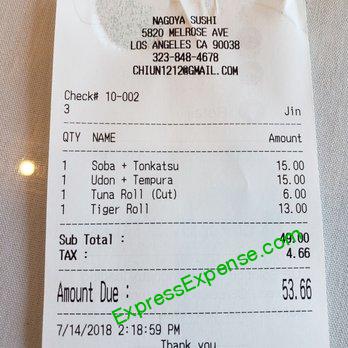 NAGOYA SUSHI
5820 MELROSE AVE
LOS ANGELES CA 90038
323-848-4678
CHIUN1212@GMAIL.COM
Check# 10-002
3 Jin
QTY NAME Amount
1 Soba + Tonkatsu 15.00
1 Udon + Tempura 15.00
1 Tuna Roll (Cut) 6.00
1 Tiger Roll 13.00
Sub Total : 49.00
TAX : 4.66
Amount Due : 53.66
ExpressExpense.com
7/14/2018 2:18:59 PM
Thank you